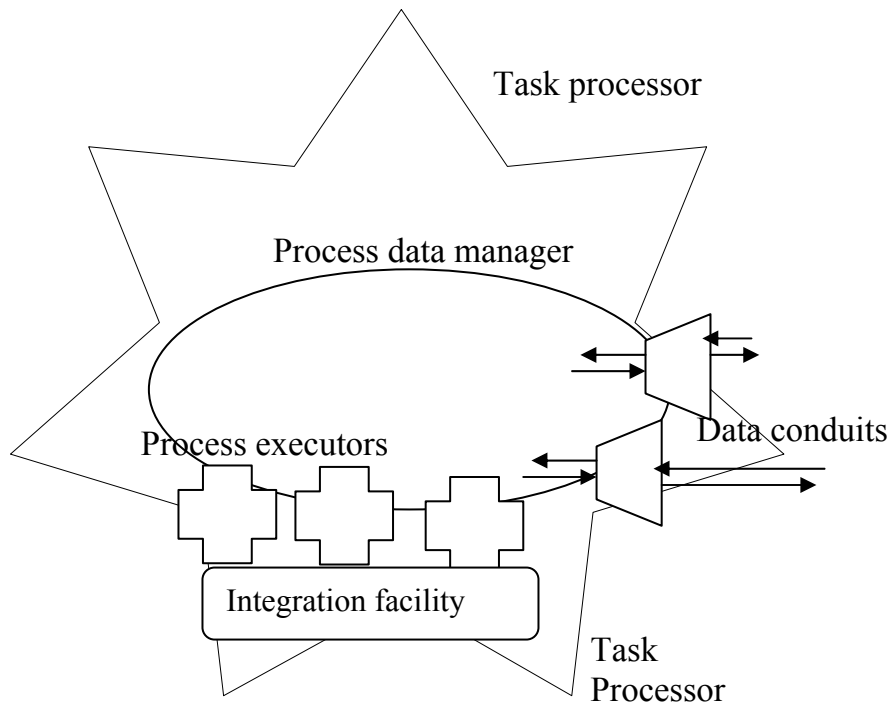 Task processor
Process data manager
Data conduits
Process executors
Integration facility
Task
Processor